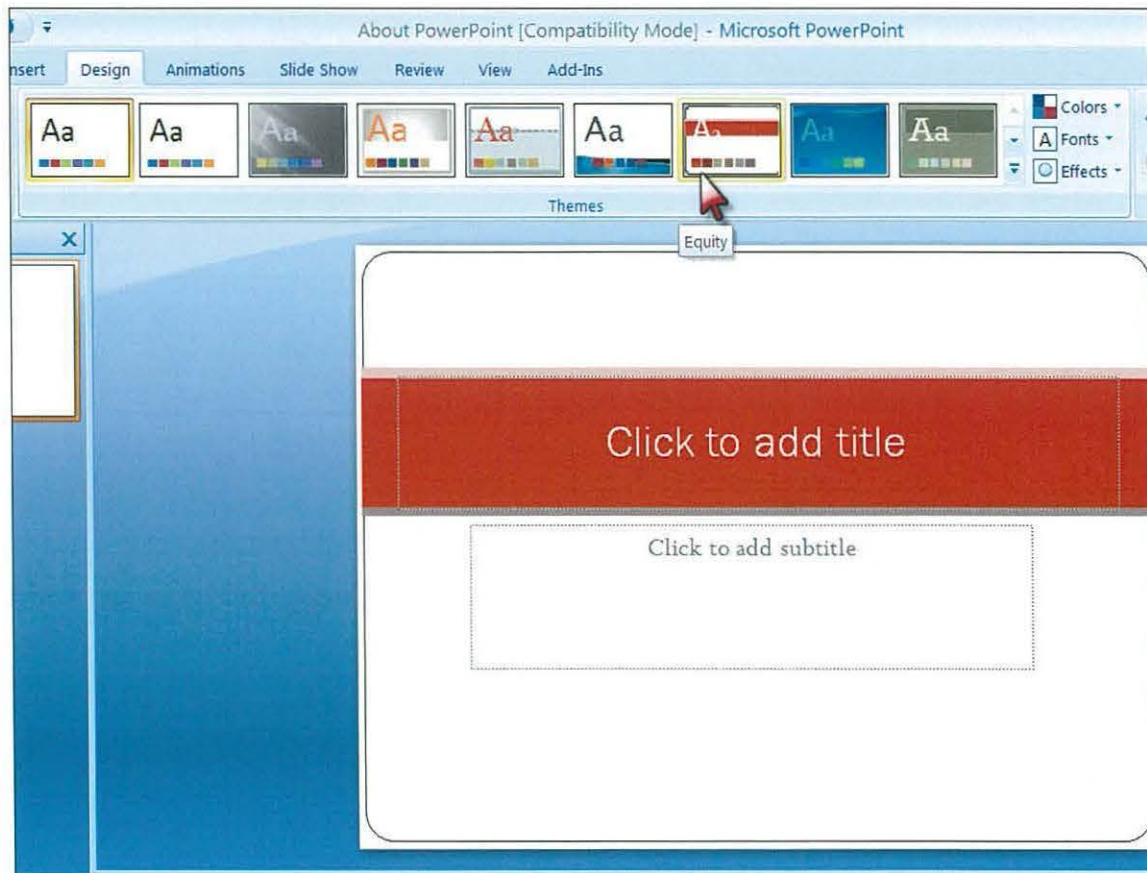 About PowerPoint [Compatibility Mode] - Microsoft PowerPoint
nsert Design Animations Slide Show Review View Add-Ins
Aa Aa Aa Aa Aa Aa Aa Aa Aa
Colors
A Fonts
Effects
Themes
Equity
Click to add title
Click to add subtitle